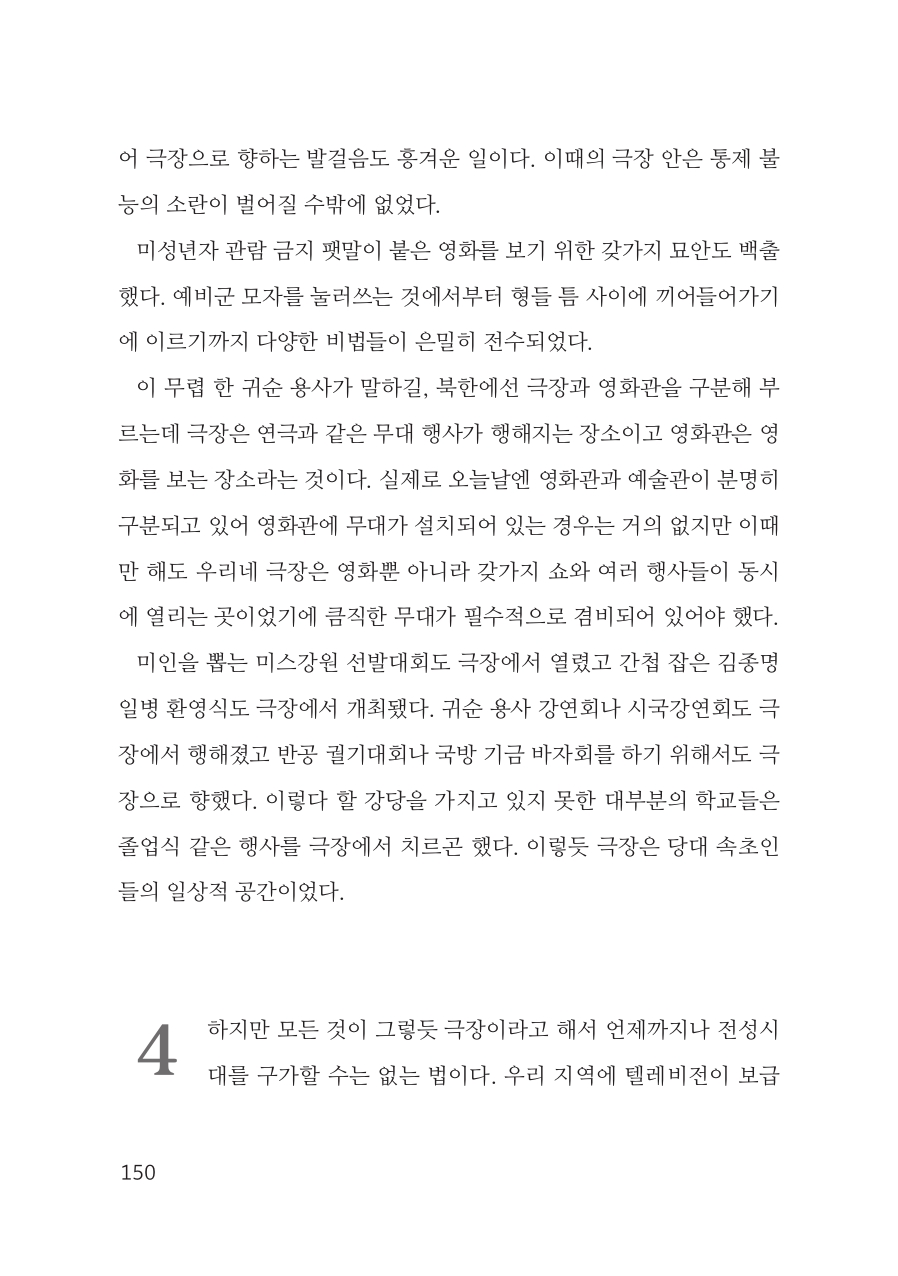 어 극장으로 향하는 발걸음도 흥겨운 일이다. 이때의 극장 안은 통제 불
능의 소란이 벌어질 수밖에 없었다.
미성년자 관람 금지 팻말이 붙은 영화를 보기 위한 갖가지 묘안도 백출
했다. 예비군 모자를 눌러쓰는 것에서부터 형들 틈 사이에 끼어들어가기
에 이르기까지 다양한 비법들이 은밀히 전수되었다.
이 무렵 한 귀순 용사가 말하길, 북한에선 극장과 영화관을 구분해 부
르는데 극장은 연극과 같은 무대 행사가 행해지는 장소이고 영화관은 영
화를 보는 장소라는 것이다. 실제로 오늘날엔 영화관과 예술관이 분명히
구분되고 있어 영화관에 무대가 설치되어 있는 경우는 거의 없지만 이때
만 해도 우리네 극장은 영화뿐 아니라 갖가지 쇼와 여러 행사들이 동시
에 열리는 곳이었기에 큼직한 무대가 필수적으로 겸비되어 있어야 했다.
미인을 뽑는 미스강원 선발대회도 극장에서 열렸고 간첩 잡은 김종명
일병 환영식도 극장에서 개최됐다. 귀순 용사 강연회나 시국강연회도 극
장에서 행해졌고 반공 궐기대회나 국방 기금 바자회를 하기 위해서도 극
장으로 향했다. 이렇다 할 강당을 가지고 있지 못한 대부분의 학교들은
졸업식 같은 행사를 극장에서 치르곤 했다. 이렇듯 극장은 당대 속초인
들의 일상적 공간이었다.
4
하지만 모든 것이 그렇듯 극장이라고 해서 언제까지나 전성시
대를 구가할 수는 없는 법이다. 우리 지역에 텔레비전이 보급
150